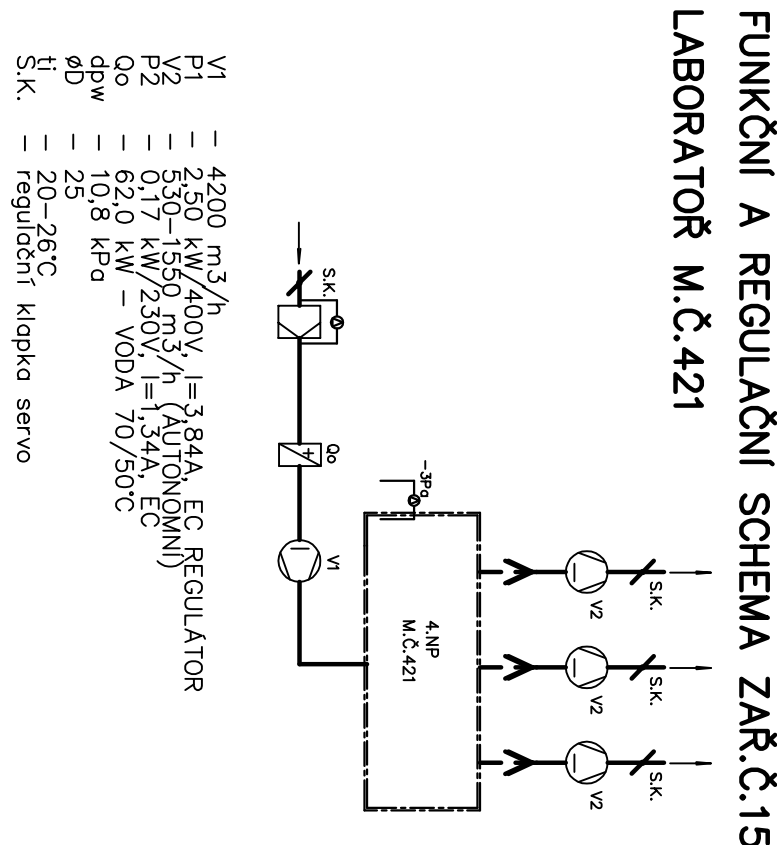 FUNKČNÍ A REGULAČNÍ SCHEMA ZAŘ.Č.15
LABORATOŘ M.Č.421
S.K.
V2
S.K.
V2
S.K.
V2
-3Pa
4.NP
M.Č.421
S.K.
Qo
V1
V1 - 4200 m3/h
P1 - 2,50 kW/400V, I=3,84A, EC REGULÁTOR
V2 - 530-1550 m3/h (AUTONOMNÍ)
P2 - 0,17 kW/230V, I=1,34A, EC
Qo - 62,0 kW - VODA 70/50°C
dpw - 10,8 kPa
øD - 25
ti - 20-26°C
S.K. - regulační klapka servo